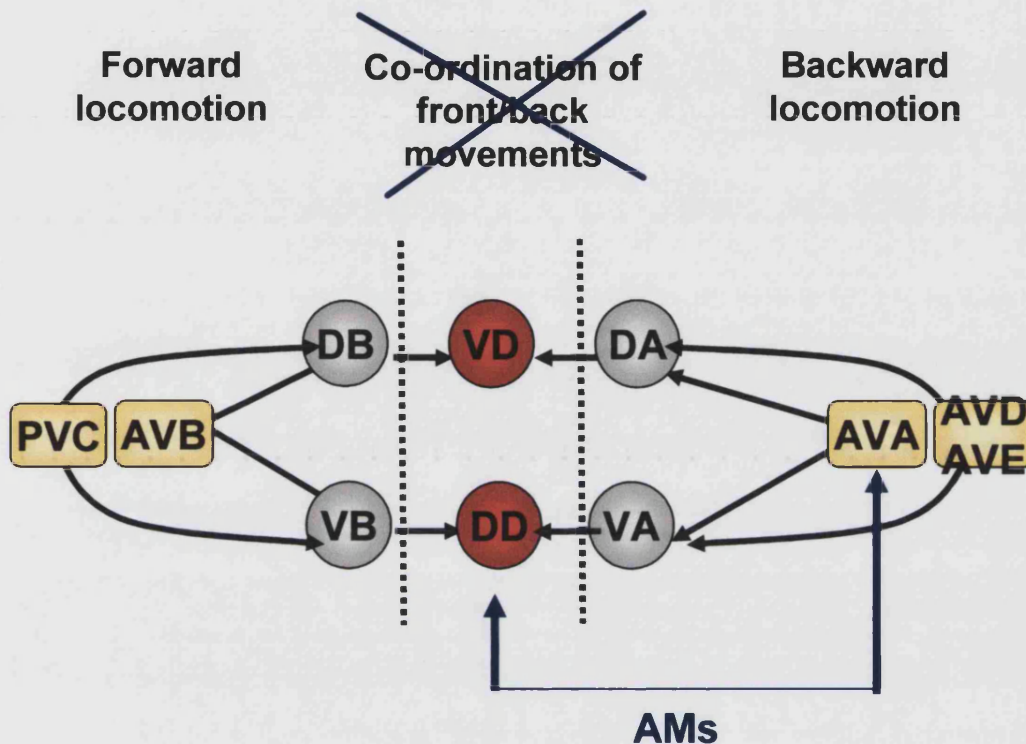 Forward
locomotion
Co-ordination of
front/back
movements
Backward
locomotion
DB
VD
DA
PVC
AVB
AVA
AVD
AVE
VB
DD
VA
AMs